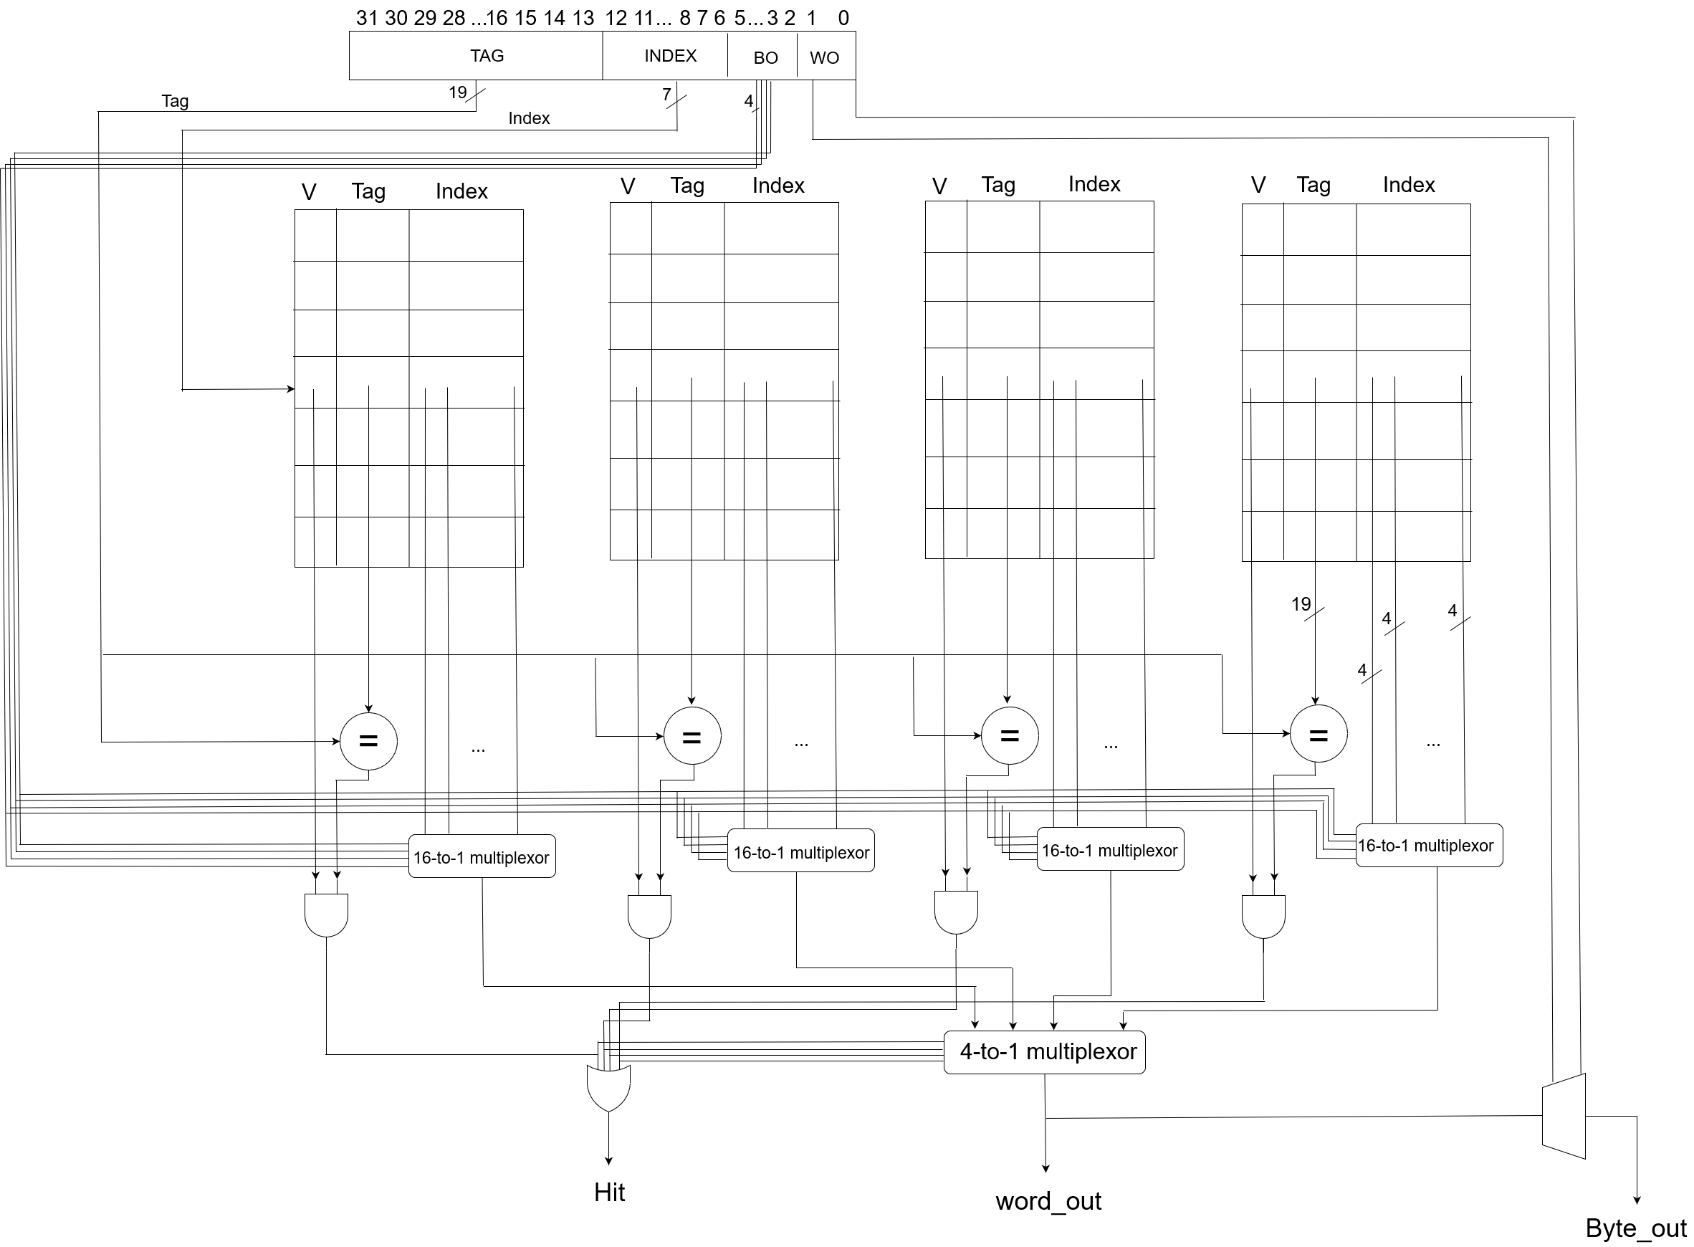 31 30 29 28 ...16 15 14 13 12 11... 8 7 6 5...3 2 1 0
TAG INDEX BO WO
19 7 4
Tag
Index
V Tag Index V Tag Index V Tag Index V Tag Index
19 4 4
4
= = = =
... ... ... ...
16-to-1 multiplexor 16-to-1 multiplexor 16-to-1 multiplexor 16-to-1 multiplexor
4-to-1 multiplexor
Hit
word_out
Byte_out